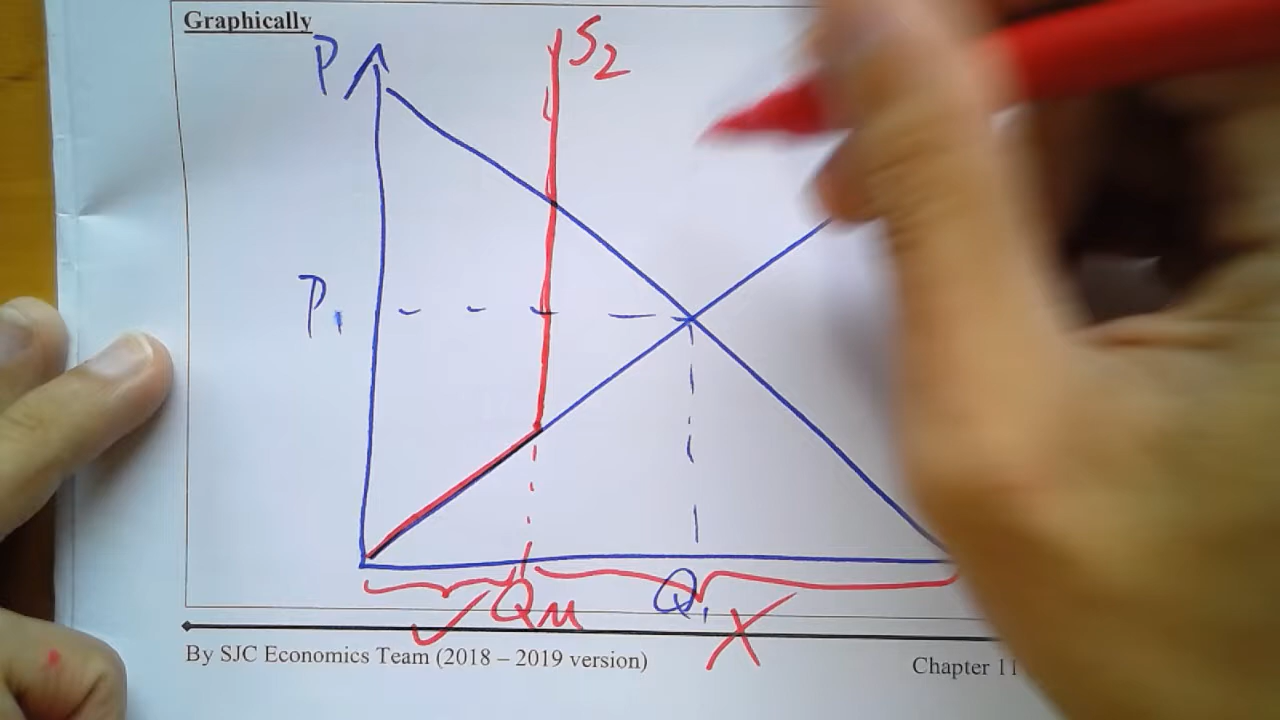 Graphically
P
S2
P1
QM
Q1
By SJC Economics Team (2018 – 2019 version)
Chapter 11